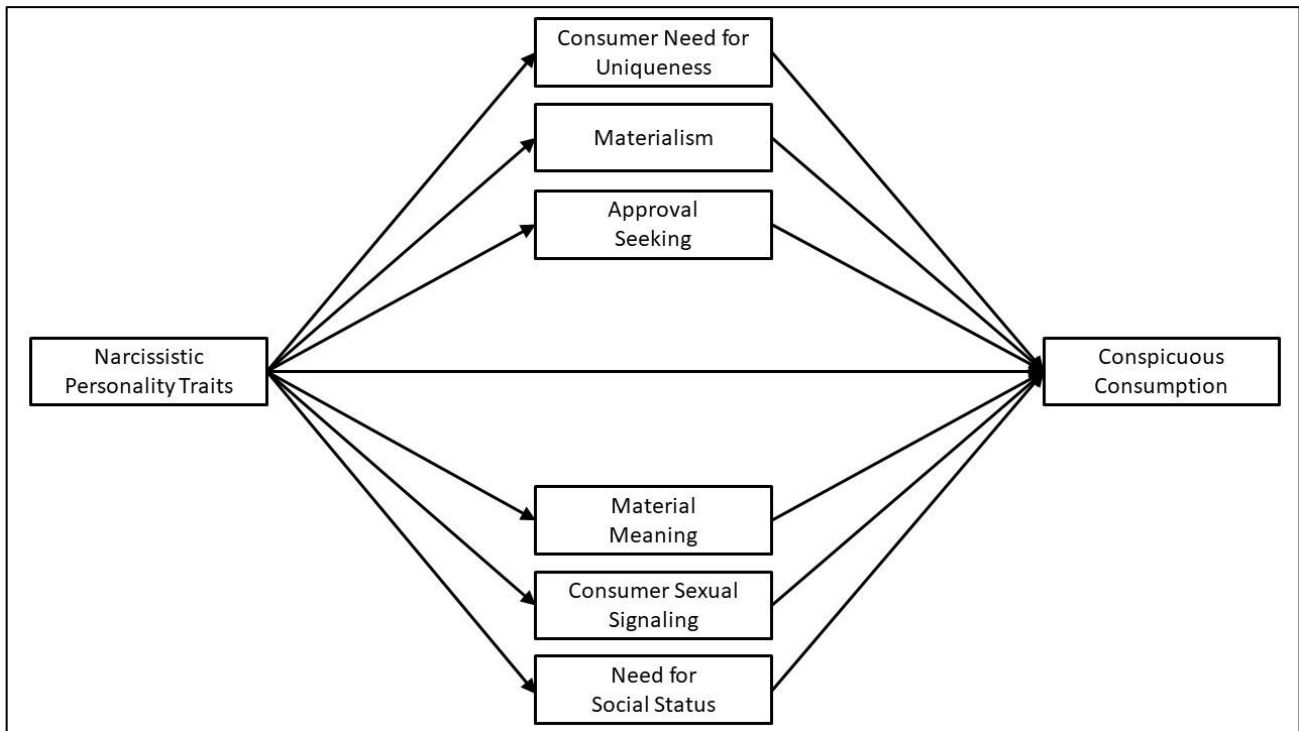 Consumer Need for
Uniqueness
Materialism
Approval
Seeking
Narcissistic
Personality Traits
Conspicuous
Consumption
Material
Meaning
Consumer Sexual
Signaling
Need for
Social Status